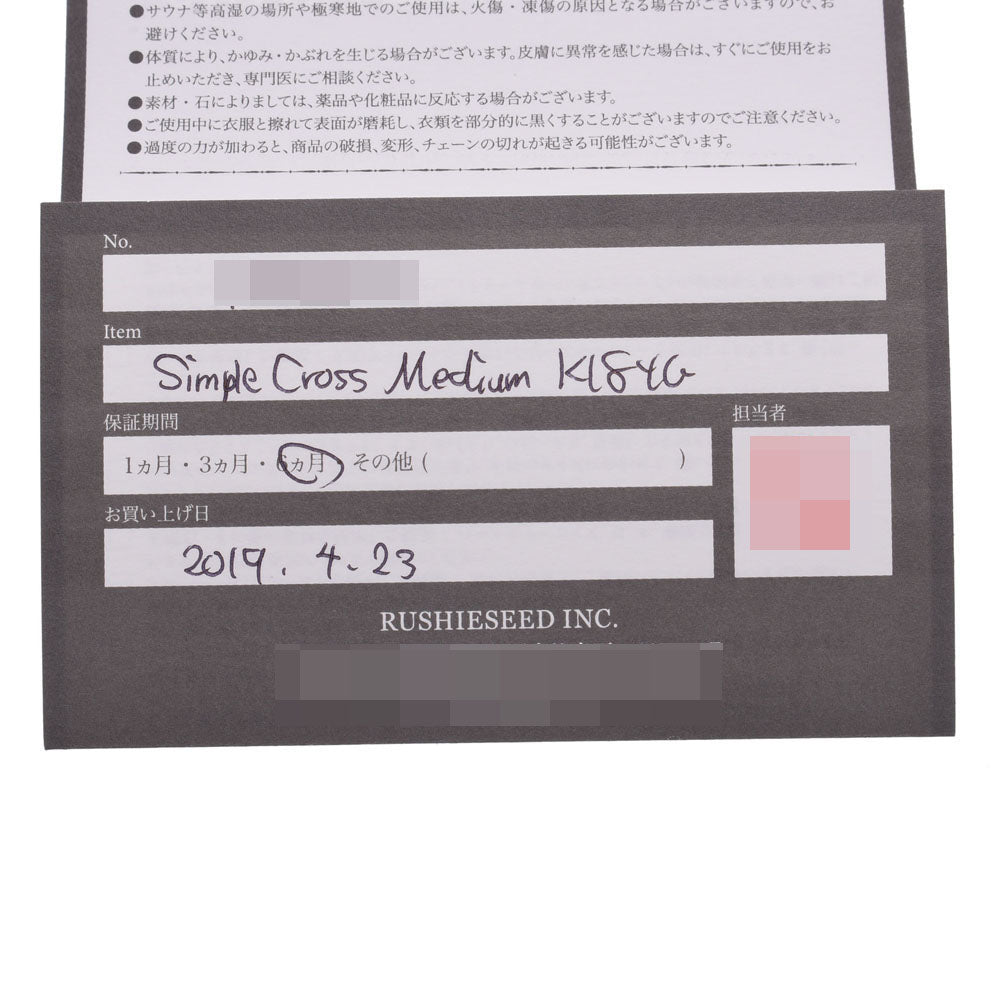 ●サウナ等高湿の場所や極寒地でのご使用は、火傷・凍傷の原因となる場合がございますので、お
避けください。
●体質により、かゆみ・かぶれを生じる場合がございます。皮膚に異常を感じた場合は、すぐにご使用をお
止めいただき、専門医にご相談ください。
●素材・石によりましては、薬品や化粧品に反応する場合がございます。
●ご使用中に衣服と擦れて表面が磨耗し、衣類を部分的に黒くすることがございますのでご注意ください。
●過度の力が加わると、商品の破損、変形、チェーンの切れが起きる可能性がございます。
No.
Item
Simple Cross Medium K18YG
保証期間
担当者
1ヵ月・3ヵ月・6ヵ月・その他 ( )
お買い上げ日
2019. 4.23
RUSHIESEED INC.